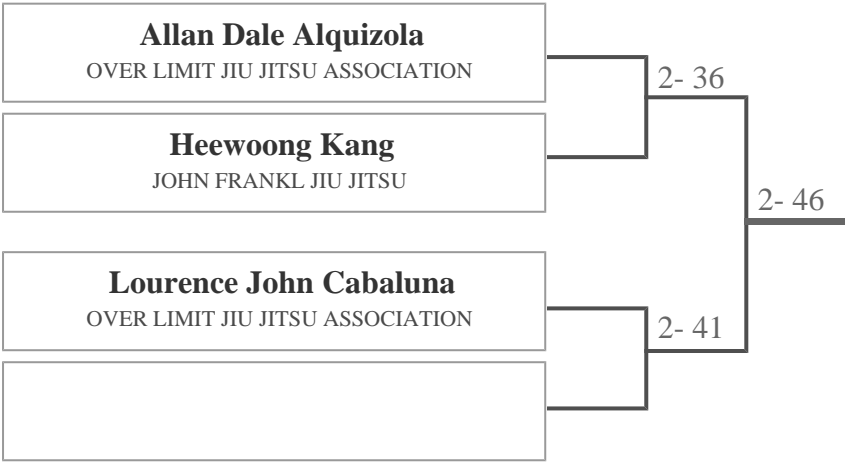 Allan Dale Alquizola
OVER LIMIT JIU JITSU ASSOCIATION
2- 36
Heewoong Kang
JOHN FRANKL JIU JITSU
2- 46
Lourence John Cabaluna
OVER LIMIT JIU JITSU ASSOCIATION
2- 41